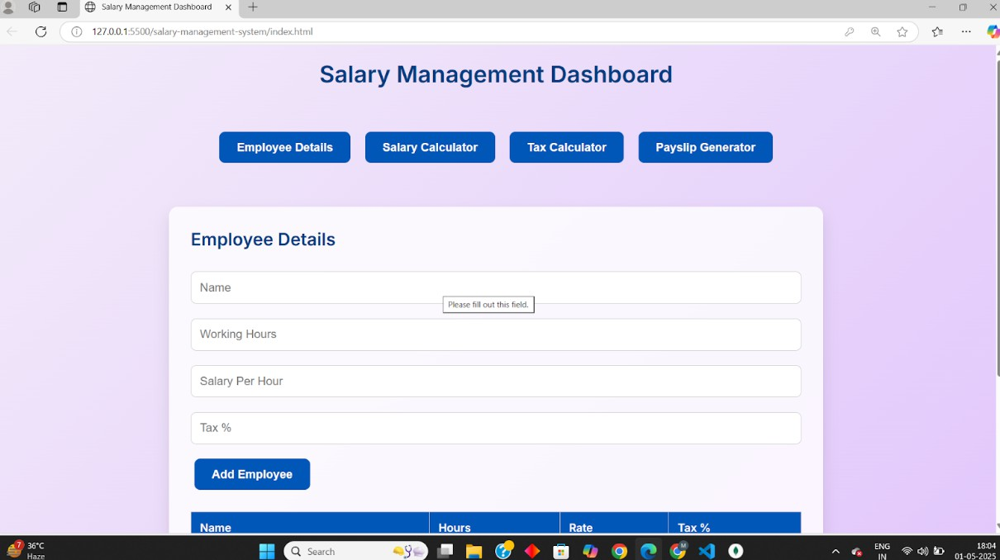 Salary Management Dashboard
127.0.0.1:5500/salary-management-system/index.html
Salary Management Dashboard
Employee Details Salary Calculator Tax Calculator Payslip Generator
Employee Details
Name
Please fill out this field.
Working Hours
Salary Per Hour
Tax %
Add Employee
Name Hours Rate Tax %
7
36°C
Haze
Search
M
ENG
IN
18:04
01-05-2025